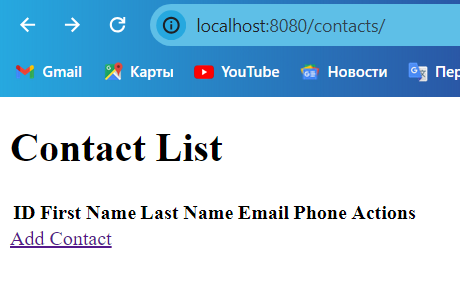 localhost:8080/contacts/
Gmail Карты YouTube Новости Пер
Contact List
ID First Name Last Name Email Phone Actions
Add Contact